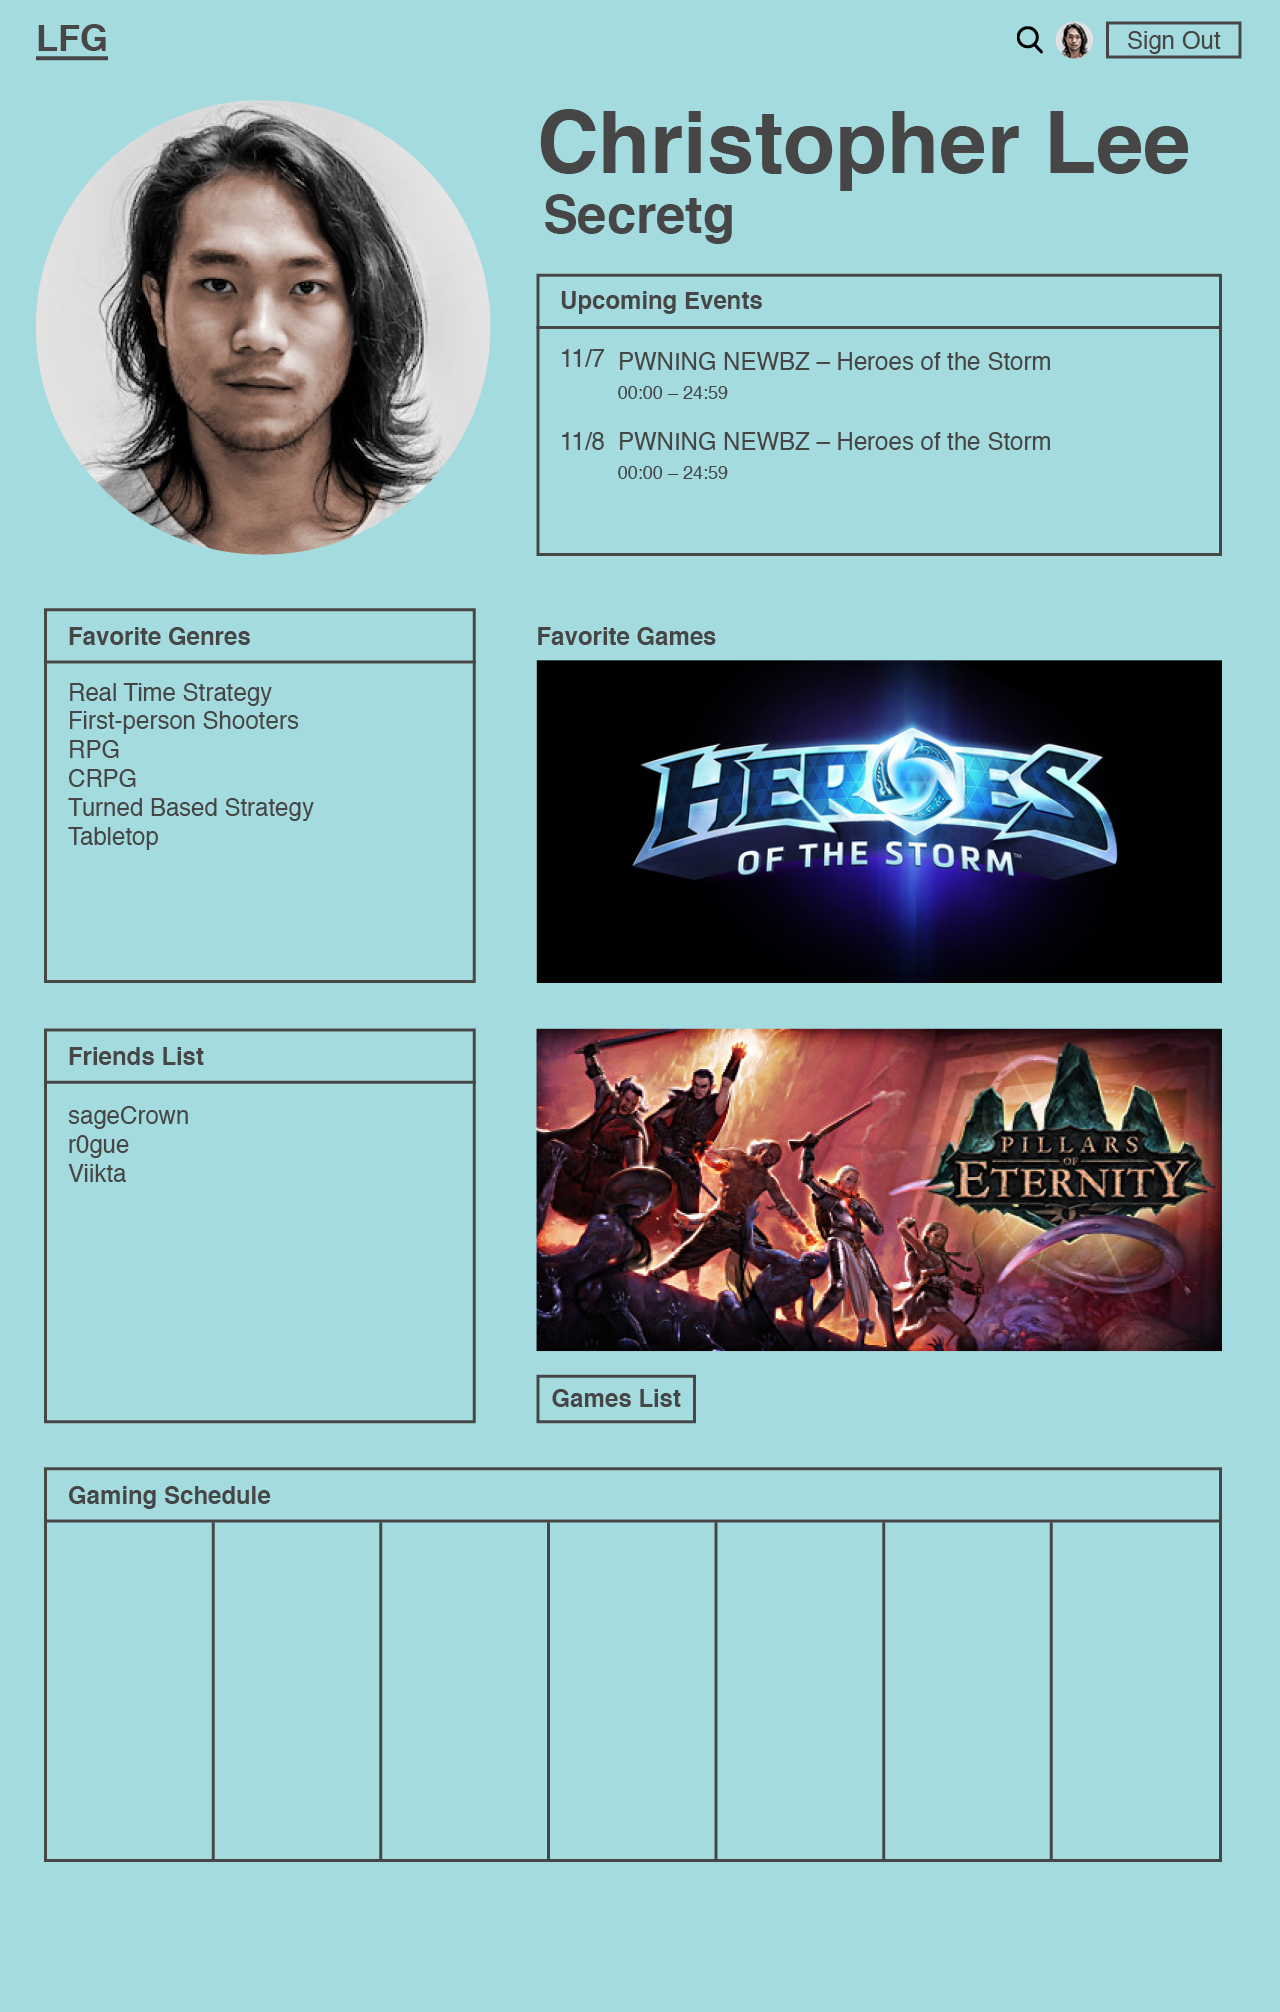 LFG
Sign Out
Christopher Lee
Secretg
Upcoming Events
11/7 PWNING NEWBZ – Heroes of the Storm
00:00 – 24:59
11/8 PWNING NEWBZ – Heroes of the Storm
00:00 – 24:59
Favorite Genres
Real Time Strategy
First-person Shooters
RPG
CRPG
Turned Based Strategy
Tabletop
Favorite Games
HEROES
OF THE STORM™
Friends List
sageCrown
r0gue
Viikta
PILLARS
OF
ETERNITY
Games List
Gaming Schedule